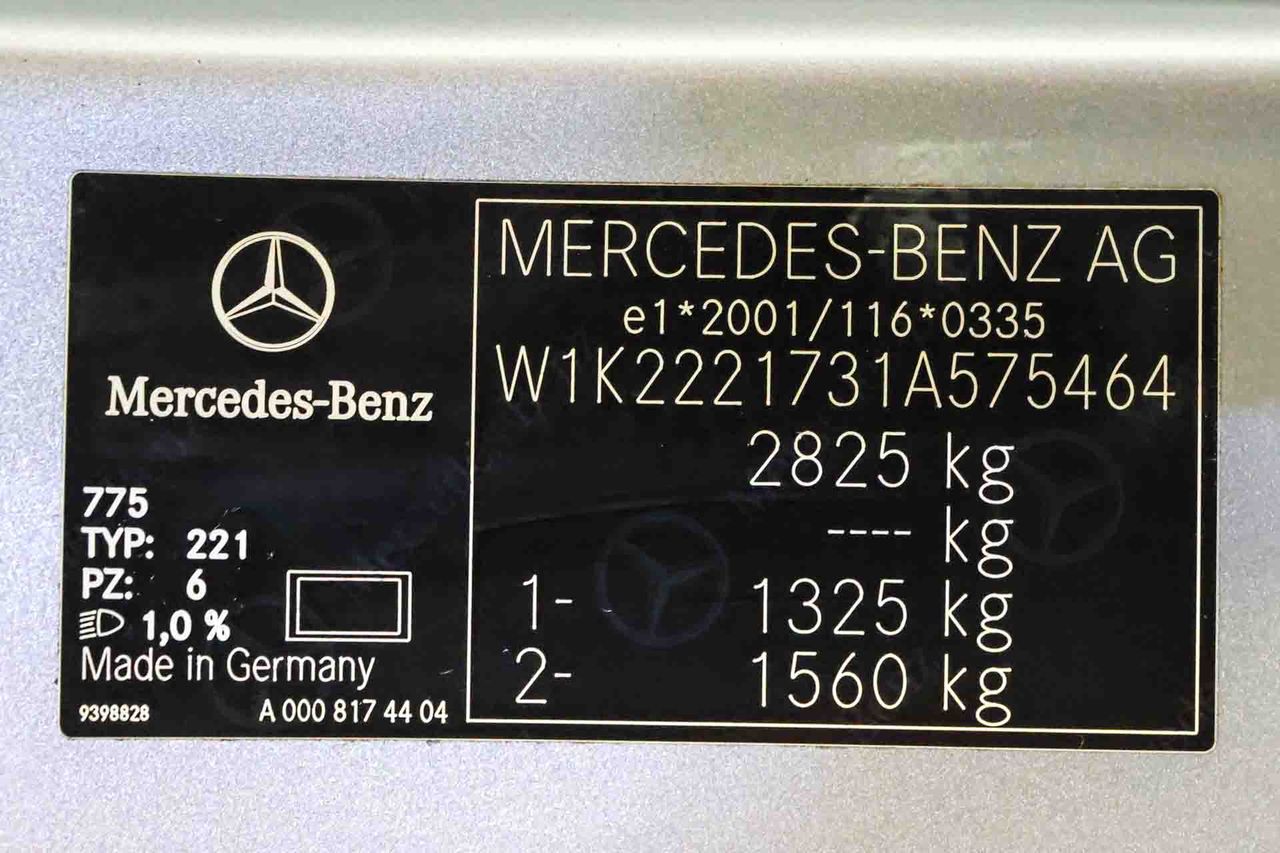 Mercedes-Benz
775
TYP: 221
PZ: 6
1,0 %
Made in Germany
9398828 A 000 817 44 04
MERCEDES-BENZ AG
e1*2001/116*0335
W1K2221731A575464
2825 kg
---- kg
1- 1325 kg
2- 1560 kg